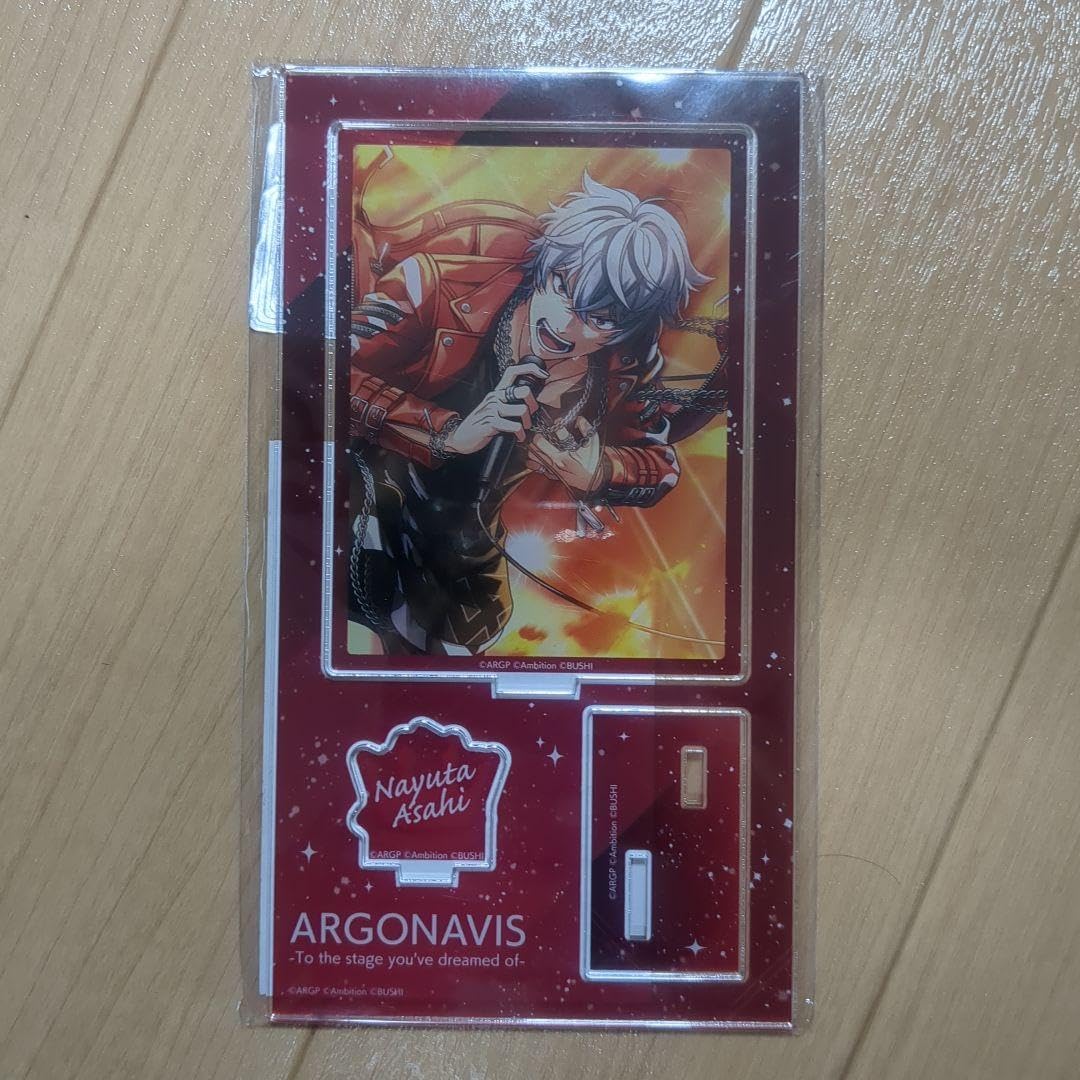 ©ARGP ©Ambition ©BUSHI
Nayuta
Asahi
©ARGP ©Ambition ©BUSHI
©ARGP ©Ambition ©BUSHI
ARGONAVIS
-To the stage you've dreamed of-
©ARGP ©Ambition ©BUSHI